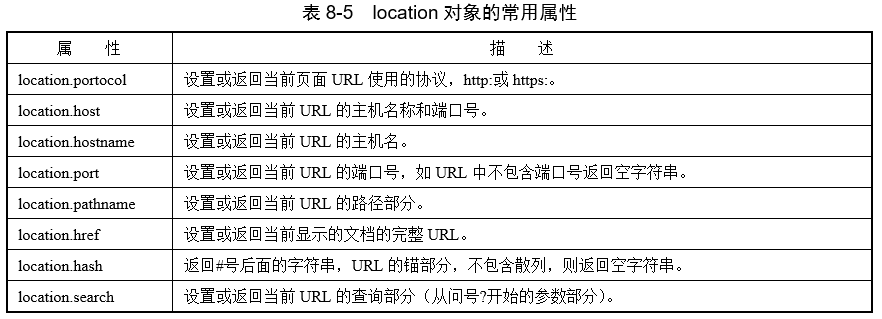 表 8-5 location 对象的常用属性
属 性 描 述
location.portocol 设置或返回当前页面 URL 使用的协议，http:或 https:。
location.host 设置或返回当前 URL 的主机名称和端口号。
location.hostname 设置或返回当前 URL 的主机名。
location.port 设置或返回当前 URL 的端口号，如 URL 中不包含端口号返回空字符串。
location.pathname 设置或返回当前 URL 的路径部分。
location.href 设置或返回当前显示的文档的完整 URL。
location.hash 返回#号后面的字符串，URL 的锚部分，不包含散列，则返回空字符串。
location.search 设置或返回当前 URL 的查询部分（从问号?开始的参数部分）。